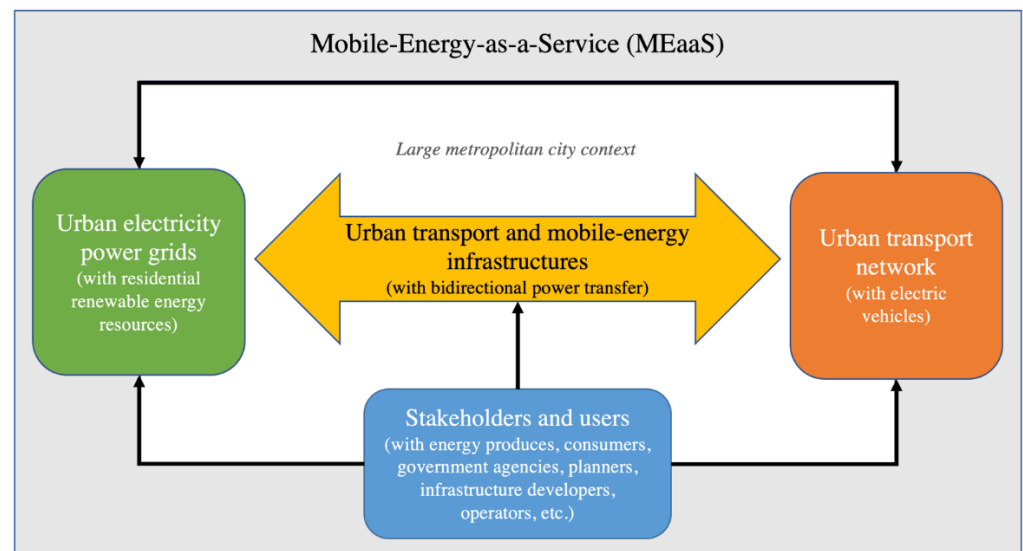 Mobile-Energy-as-a-Service (MEaaS)
Large metropolitan city context
Urban electricity
power grids
(with residential
renewable energy
resources)
Urban transport and mobile-energy
infrastructures
(with bidirectional power transfer)
Urban transport
network
(with electric
vehicles)
Stakeholders and users
(with energy produces, consumers,
government agencies, planners,
infrastructure developers,
operators, etc.)